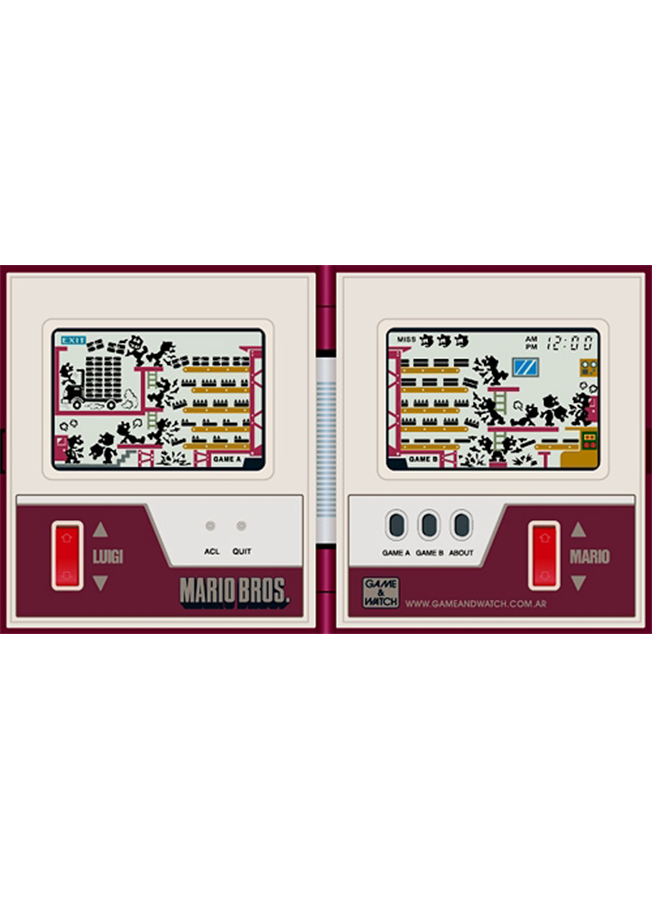 EXIT
GAME A
ACL QUIT
LUIGI
MARIO BROS.
MISS
AM
PM
12:00
GAME B
GAME A GAME B ABOUT
MARIO
GAME
&
WATCH
WWW.GAMEANDWATCH.COM.AR